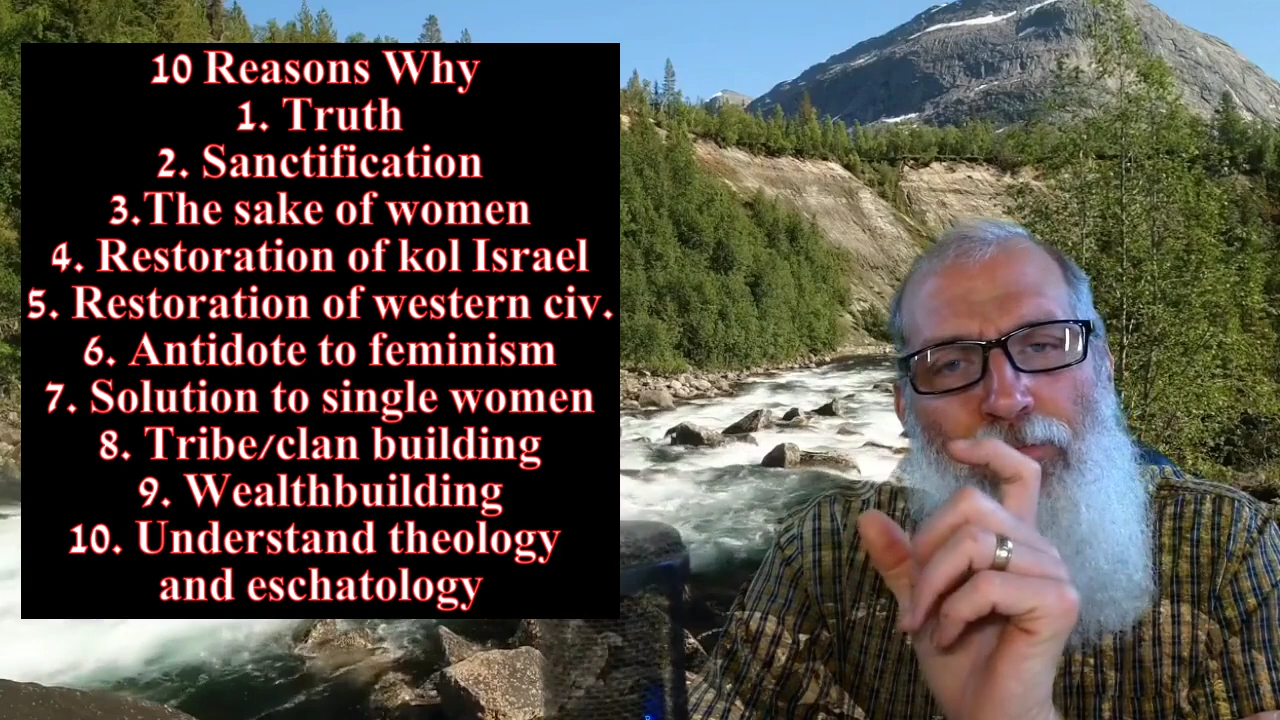 10 Reasons Why
1. Truth
2. Sanctification
3.The sake of women
4. Restoration of kol Israel
5. Restoration of western civ.
6. Antidote to feminism
7. Solution to single women
8. Tribe/clan building
9. Wealthbuilding
10. Understand theology
and eschatology